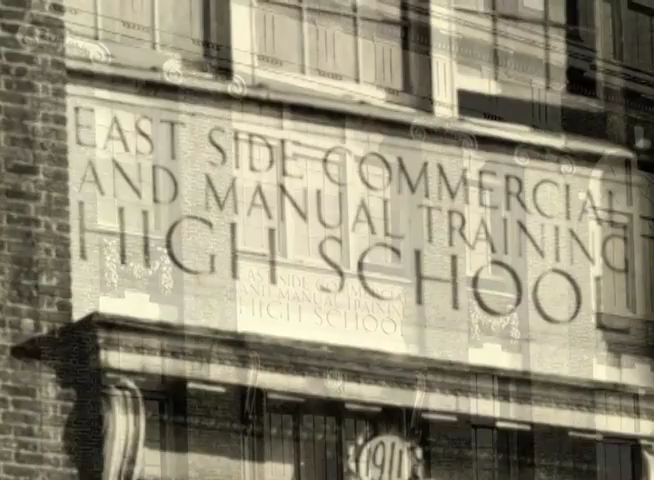 EAST SIDE COMMERCIAL
AND MANUAL TRAINING
HIGH SCHOOL
EAST SIDE COMMERCIAL
AND MANUAL TRAINING
HIGH SCHOOL
1911